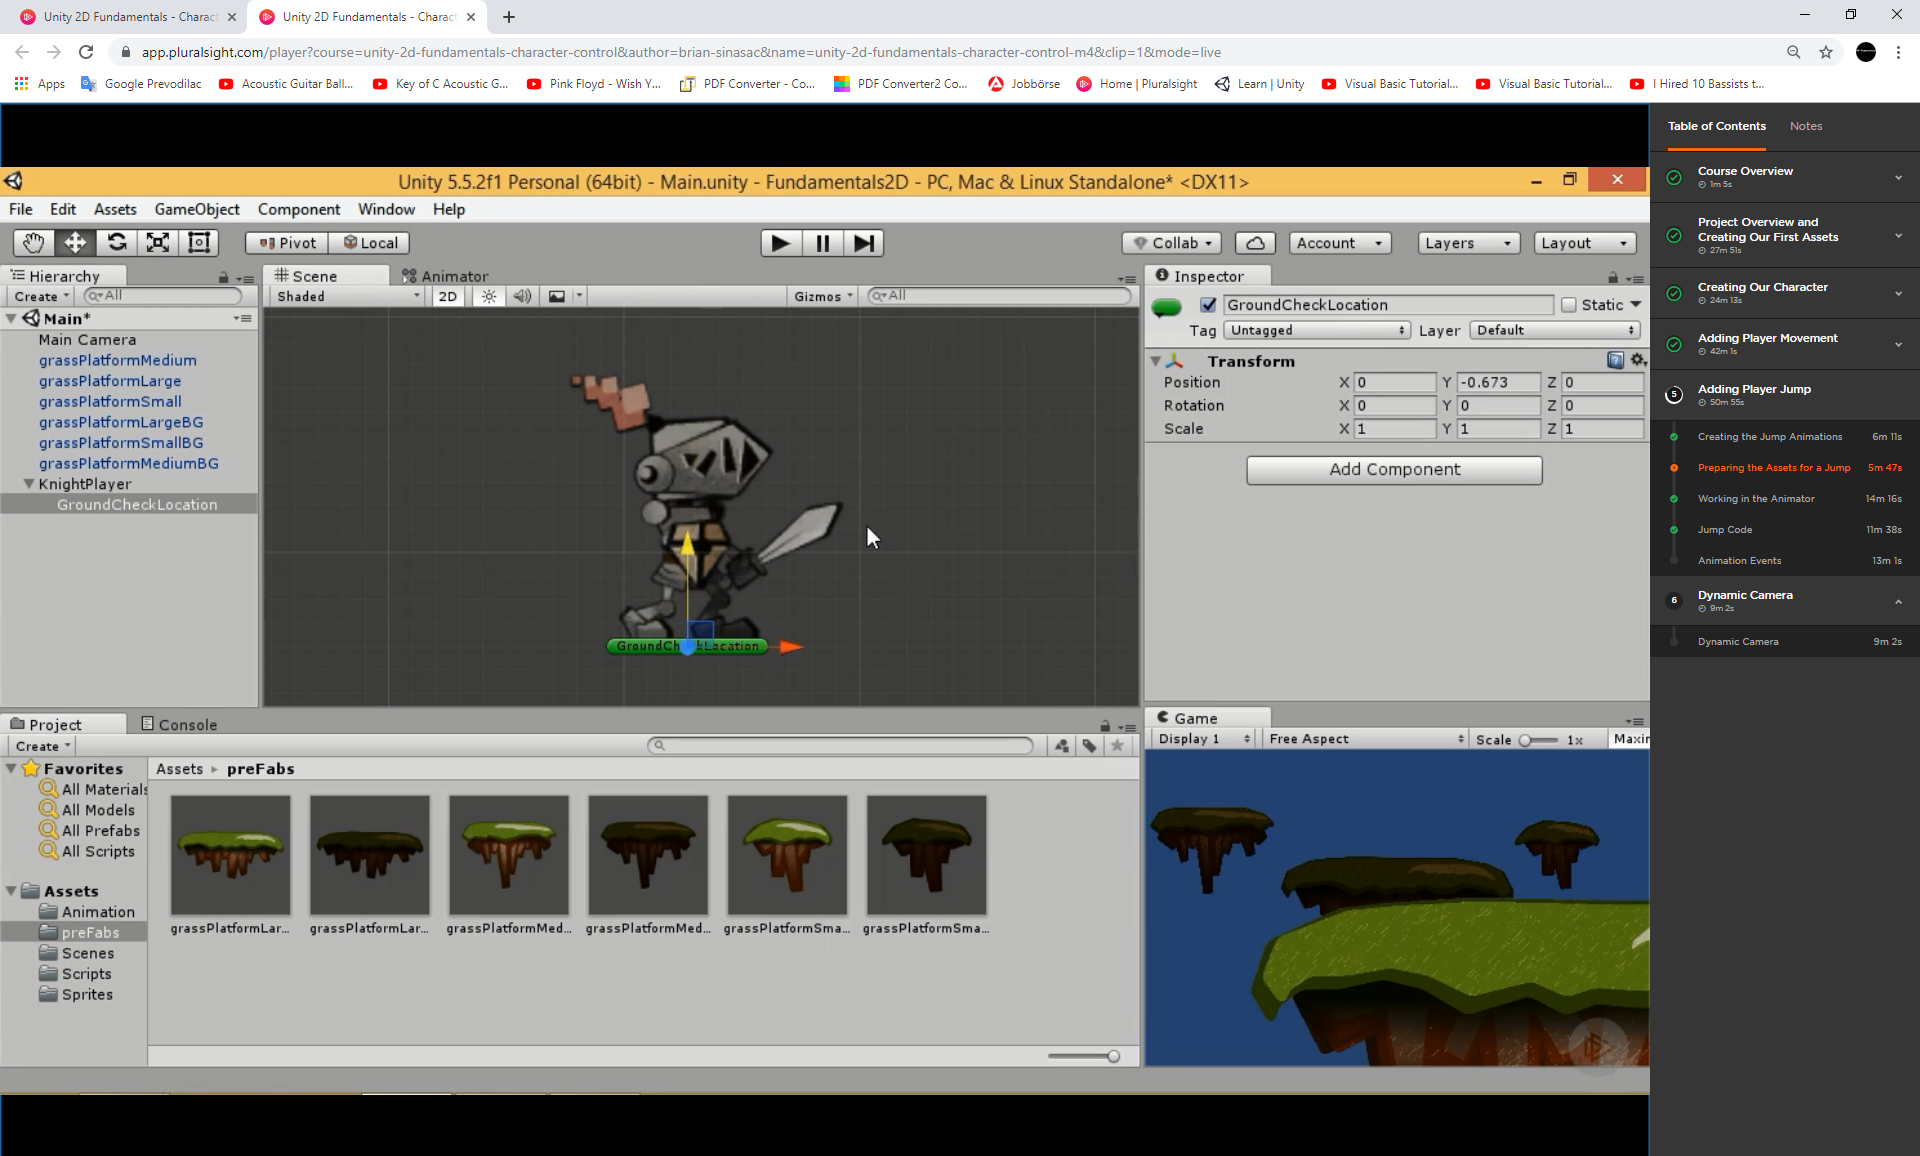 Unity 2D Fundamentals - Charact
Unity 2D Fundamentals - Charact
app.pluralsight.com/player?course=unity-2d-fundamentals-character-control&author=brian-sinasac&name=unity-2d-fundamentals-character-control-m4&clip=1&mode=live
Apps
Google Prevodilac
Acoustic Guitar Ball...
Key of C Acoustic G...
Pink Floyd - Wish Y...
PDF Converter - Co...
PDF Converter2 Co...
Jobbörse
Home | Pluralsight
Learn | Unity
Visual Basic Tutorial...
Visual Basic Tutorial...
I Hired 10 Bassists t...
Unity 5.5.2f1 Personal (64bit) - Main.unity - Fundamentals2D - PC, Mac & Linux Standalone* <DX11>
File Edit Assets GameObject Component Window Help
Pivot Local
Collab Account Layers Layout
Hierarchy
Create All
Main*
Main Camera
grassPlatformMedium
grassPlatformLarge
grassPlatformSmall
grassPlatformLargeBG
grassPlatformSmallBG
grassPlatformMediumBG
KnightPlayer
GroundCheckLocation
Scene Animator
Shaded 2D Gizmos All
Inspector
GroundCheckLocation Static
Tag Untagged Layer Default
Transform
Position X 0 Y -0.673 Z 0
Rotation X 0 Y 0 Z 0
Scale X 1 Y 1 Z 1
Add Component
Project Console
Create
Favorites
All Materials
All Models
All Prefabs
All Scripts
Assets
Animation
preFabs
Scenes
Scripts
Sprites
Assets preFabs
grassPlatformLar...
grassPlatformLar...
grassPlatformMed...
grassPlatformMed...
grassPlatformSma...
grassPlatformSma...
Game
Display 1 Free Aspect Scale 1x Maxin
Table of Contents Notes
Course Overview
1m 5s
Project Overview and
Creating Our First Assets
27m 51s
Creating Our Character
24m 13s
Adding Player Movement
42m 1s
5
Adding Player Jump
50m 55s
Creating the Jump Animations 6m 11s
Preparing the Assets for a Jump 5m 47s
Working in the Animator 14m 16s
Jump Code 11m 38s
Animation Events 13m 1s
6
Dynamic Camera
9m 2s
Dynamic Camera 9m 2s